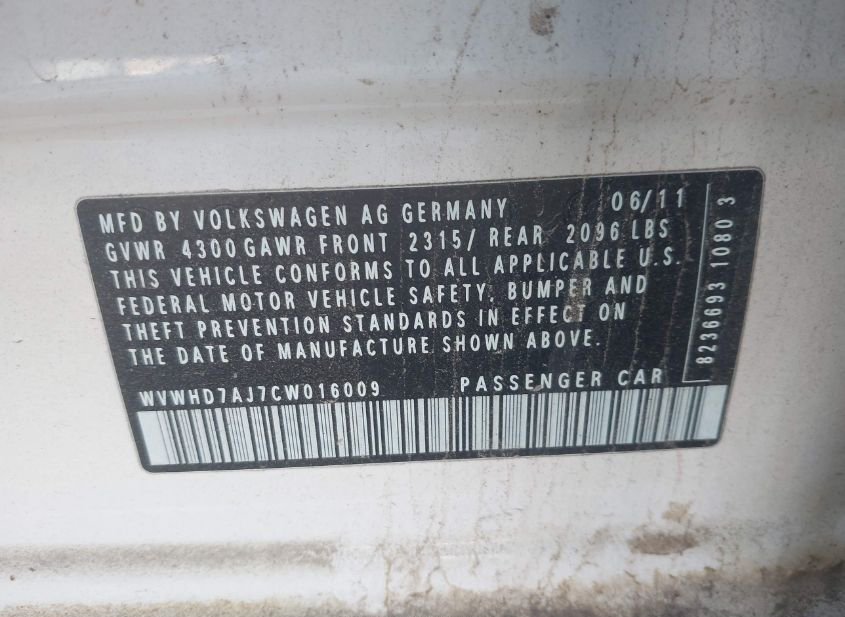 MFD BY VOLKSWAGEN AG GERMANY 06/11
GVWR 4300 GAWR FRONT 2315/ REAR 2096 LBS
THIS VEHICLE CONFORMS TO ALL APPLICABLE U.S.
FEDERAL MOTOR VEHICLE SAFETY, BUMPER AND
THEFT PREVENTION STANDARDS IN EFFECT ON
THE DATE OF MANUFACTURE SHOWN ABOVE.
WVWHD7AJ7CW016009 PASSENGER CAR
8236693 1080 3